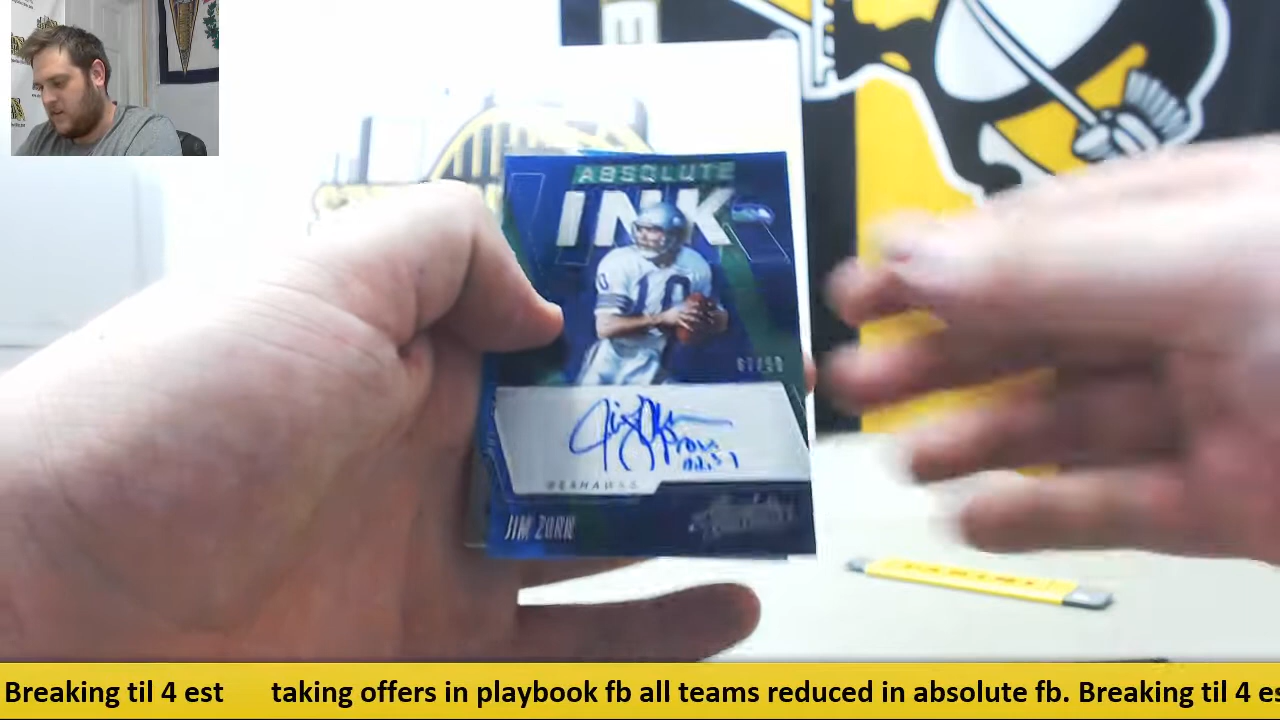 U
ABSOLUTE
INK
10
SEAHAWKS
JIM ZORN
Breaking til 4 est taking offers in playbook fb all teams reduced in absolute fb. Breaking til 4 es